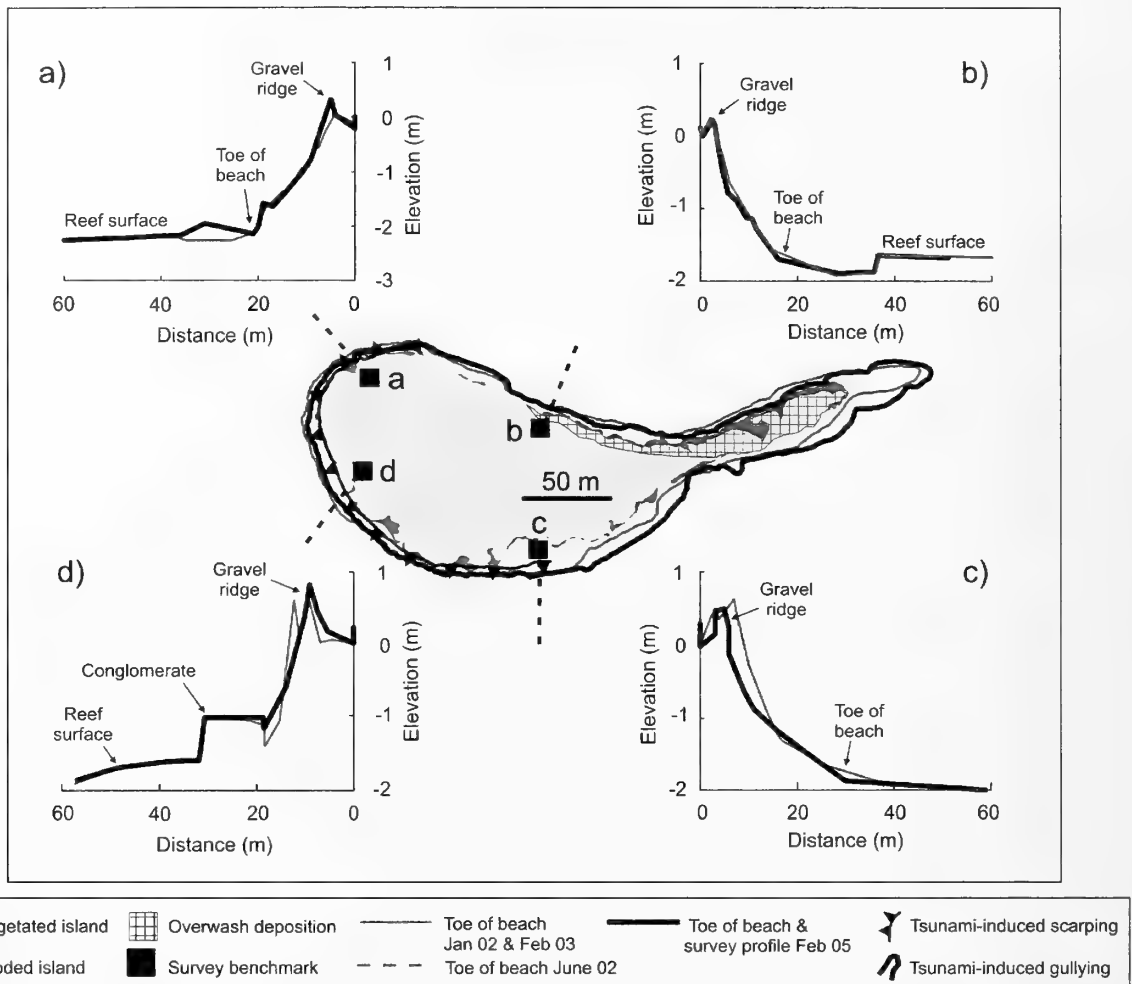 a)
Gravel
ridge
Toe of
beach
Reef surface
1
0
-1
-2
-3
Elevation (m)
60
40
20
0
Distance (m)
b)
Gravel
ridge
Toe of
beach
Reef surface
1
0
-1
-2
Elevation (m)
0
20
40
60
Distance (m)
a
b
d
c
50 m
d)
Gravel
ridge
Conglomerate
Reef
surface
1
0
-1
-2
Elevation (m)
60
40
20
0
Distance (m)
c)
Gravel
ridge
Toe of
beach
1
0
-1
-2
Elevation (m)
0
20
40
60
Distance (m)
getated island
Overwash deposition
Toe of beach
Jan 02 & Feb 03
Toe of beach &
survey profile Feb 05
Tsunami-induced scarping
oded island
Survey benchmark
Toe of beach June 02
Tsunami-induced gullying